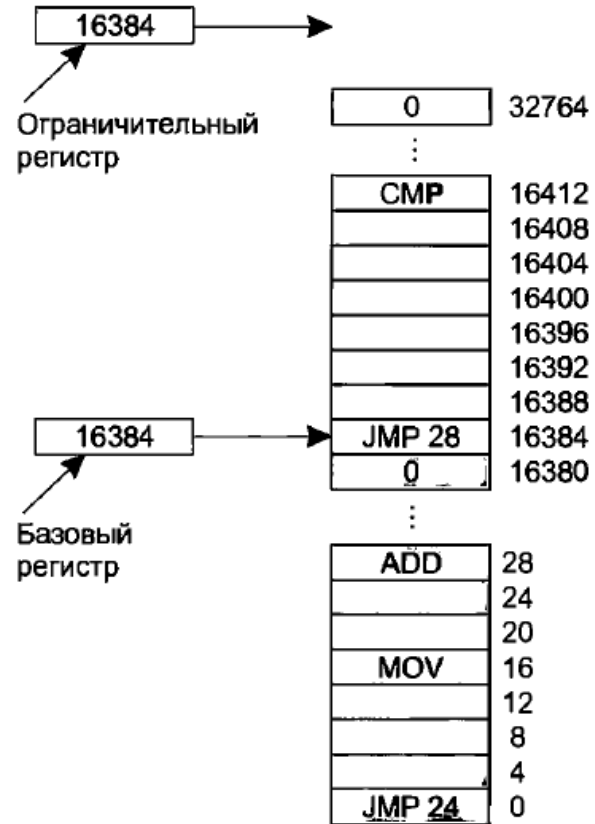 16384
Ограничительный
регистр
0 32764
⋮
CMP 16412
16408
16404
16400
16396
16392
16388
16384 JMP 28 16384
0 16380
Базовый
регистр
⋮
ADD 28
24
20
MOV 16
12
8
4
JMP 24 0